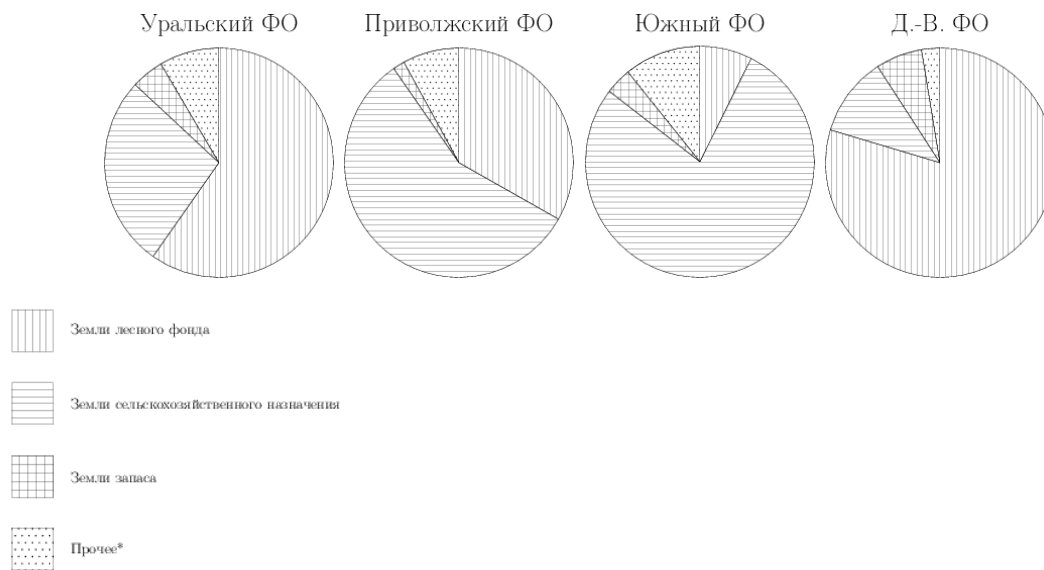 Уральский ФО
Приволжский ФО
Южный ФО
Д.-В. ФО
Земли лесного фонда
Земли сельскохозяйственного назначения
Земли запаса
Прочее*